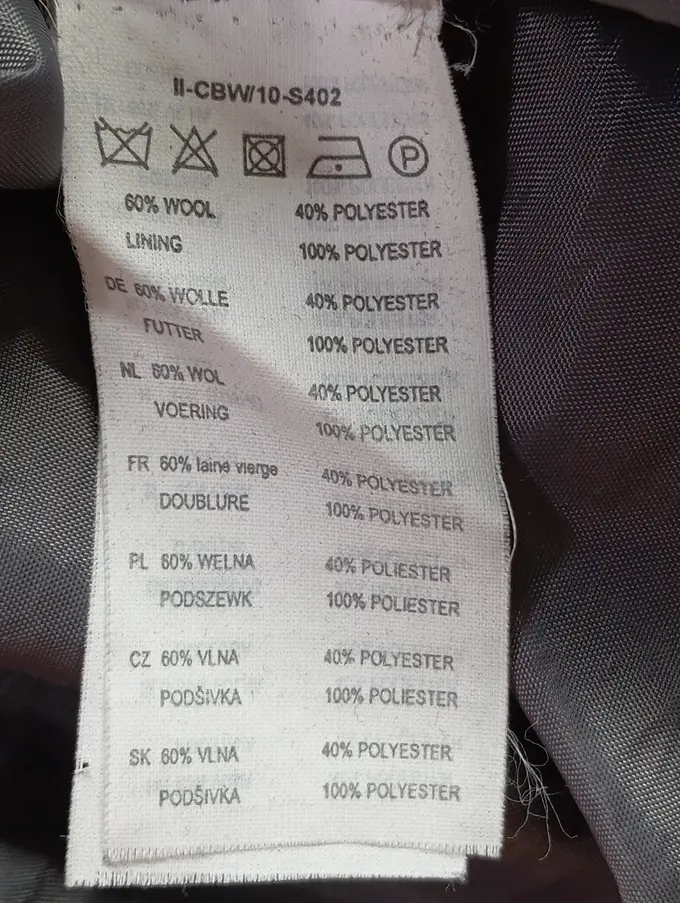 II-CBW/10-S402
P
60% WOOL 40% POLYESTER
LINING 100% POLYESTER
DE 60% WOLLE 40% POLYESTER
FUTTER 100% POLYESTER
NL 60% WOL 40% POLYESTER
VOERING 100% POLYESTER
FR 60% laine vierge 40% POLYESTER
DOUBLURE 100% POLYESTER
PL 60% WELNA 40% POLIESTER
PODSZEWK 100% POLIESTER
CZ 60% VLNA 40% POLYESTER
PODŠIVKA 100% POLYESTER
SK 60% VLNA 40% POLYESTER
PODŠIVKA 100% POLYESTER